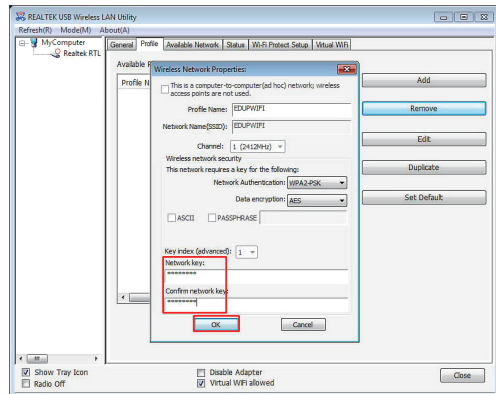 REALTEK USB Wireless LAN Utility
Refresh(R) Mode(M) About(A)
MyComputer
Realtek RTL
General Profile Available Network Status Wi-Fi Protect Setup Virtual WiFi
Available
Profile N
Wireless Network Properties:
This is a computer-to-computer(ad hoc) network; wireless
access points are not used.
Profile Name: EDUPWIFI
Network Name(SSID): EDUPWIFI
Channel: 1 (2412MHz)
Wireless network security
This network requires a key for the following:
Network Authentication: WPA2-PSK
Data encryption: AES
ASCII PASSPHRASE
Key index (advanced): 1
Network key:
********
Confirm network key:
********
OK Cancel
Add
Remove
Edit
Duplicate
Set Default
Show Tray Icon Disable Adapter
Radio Off Virtual WiFi allowed
Close